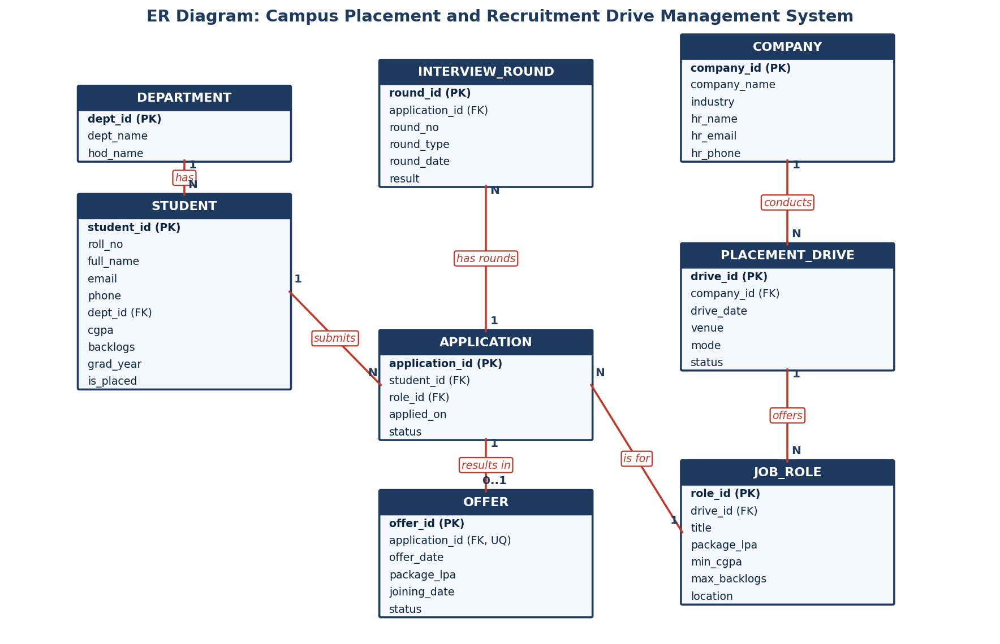 ER Diagram: Campus Placement and Recruitment Drive Management System
DEPARTMENT
dept_id (PK)
dept_name
hod_name
1
has
N
STUDENT
student_id (PK)
roll_no
full_name
email
phone
dept_id (FK)
cgpa
backlogs
grad_year
is_placed
1
submits
N
INTERVIEW_ROUND
round_id (PK)
application_id (FK)
round_no
round_type
round_date
result
N
has rounds
1
APPLICATION
application_id (PK)
student_id (FK)
role_id (FK)
applied_on
status
1
results in
0..1
OFFER
offer_id (PK)
application_id (FK, UQ)
offer_date
package_lpa
joining_date
status
N
is for
1
COMPANY
company_id (PK)
company_name
industry
hr_name
hr_email
hr_phone
1
conducts
N
PLACEMENT_DRIVE
drive_id (PK)
company_id (FK)
drive_date
venue
mode
status
1
offers
N
JOB_ROLE
role_id (PK)
drive_id (FK)
title
package_lpa
min_cgpa
max_backlogs
location